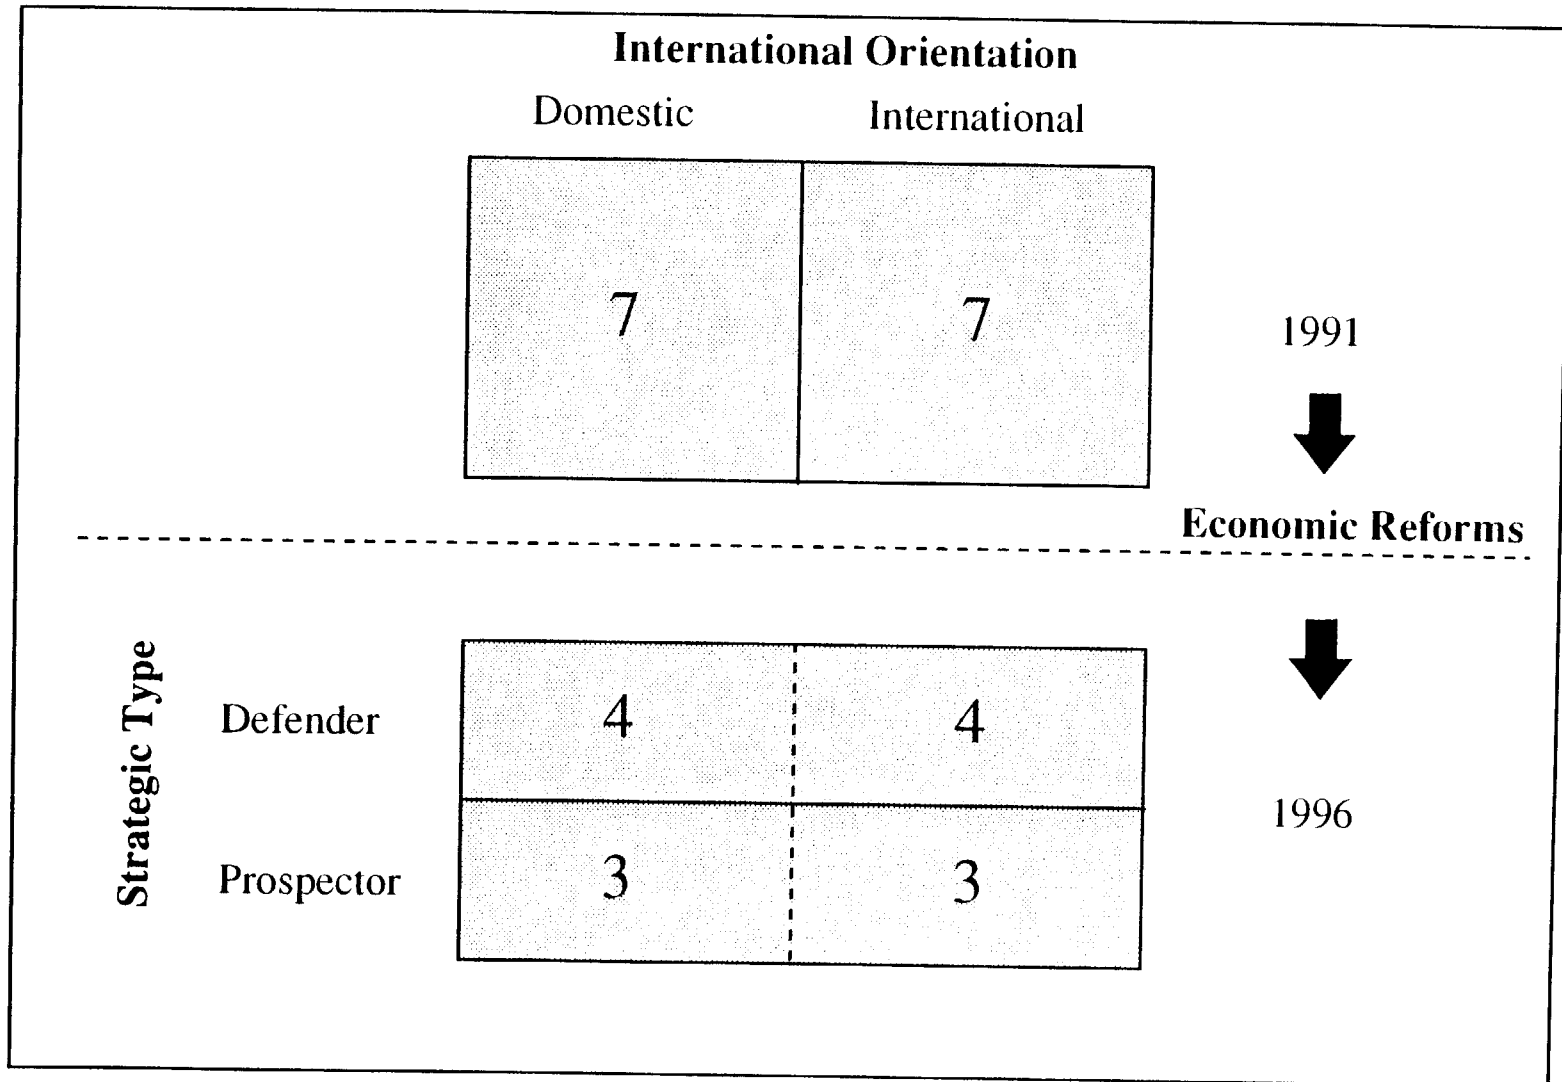 International Orientation
Domestic International
7 7
1991
Economic Reforms
Strategic Type
Defender 4 4
1996
Prospector 3 3